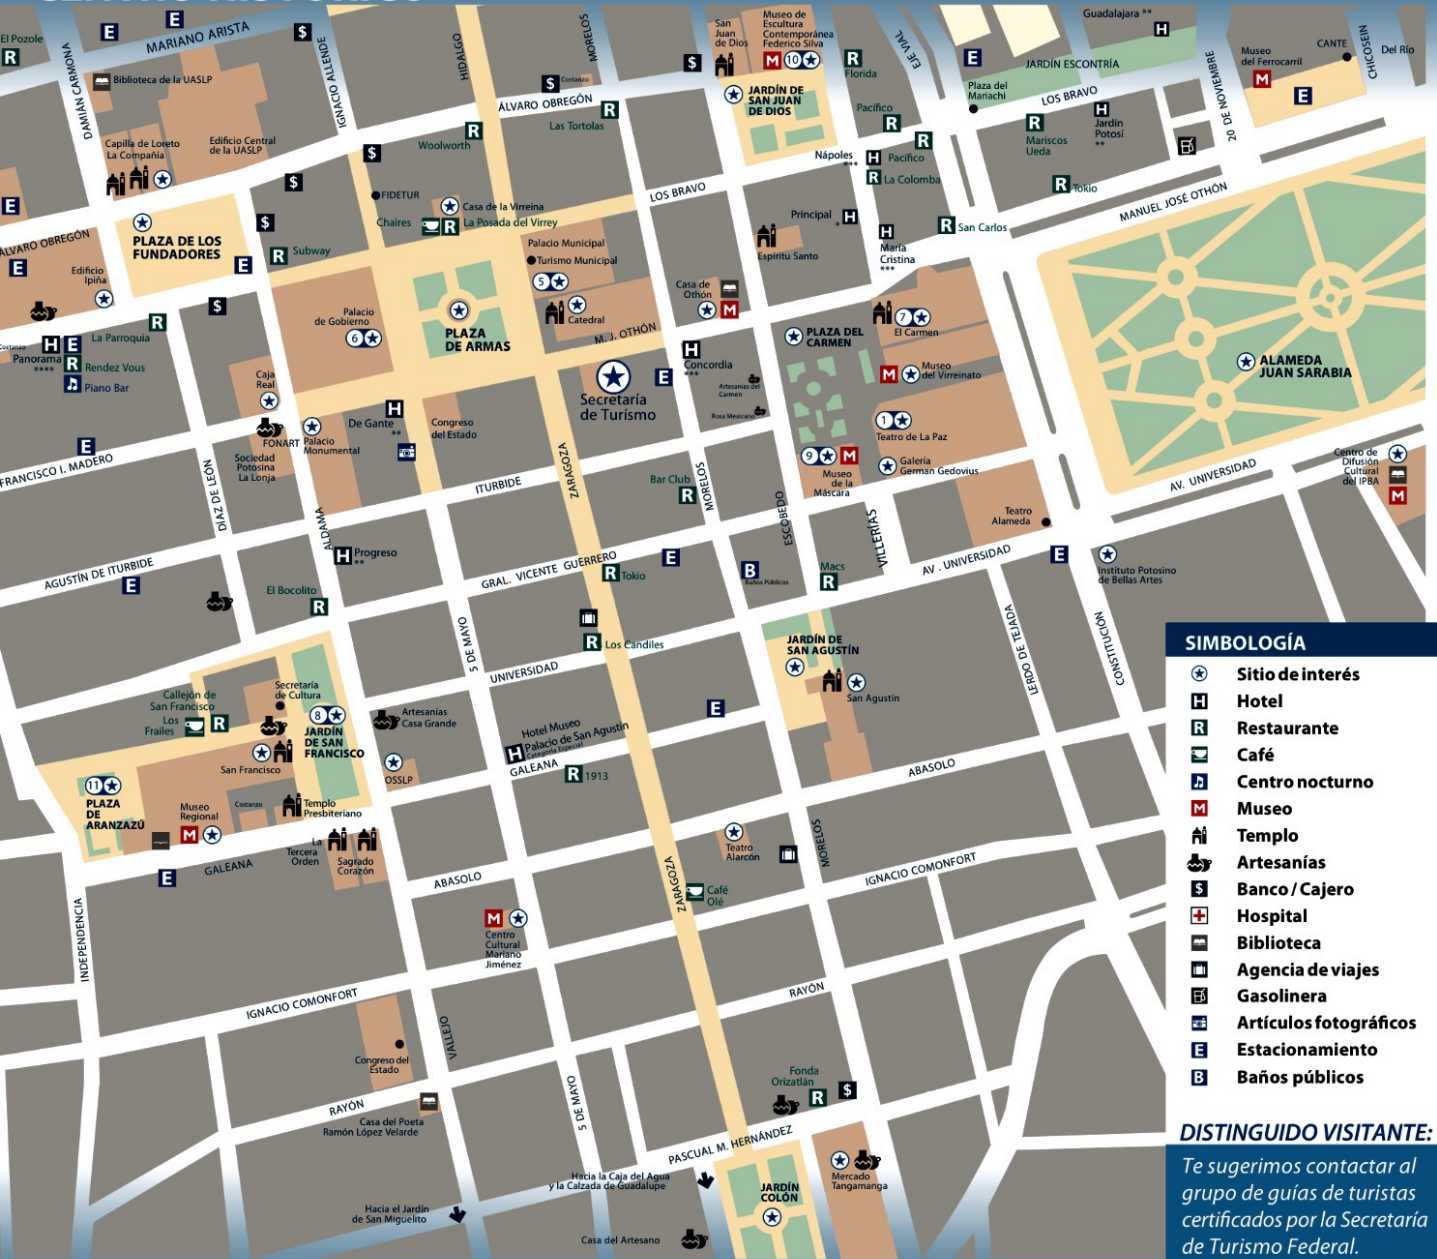 CENTRO HISTÓRICO
El Pozole
MARIANO ARISTA
Biblioteca de la UASLP
DAMIÁN CARMONA
Capilla de Loreto
La Compañía
Edificio Central
de la UASLP
IGNACIO ALLENDE
HIDALGO
MORELOS
Costanzo
ÁLVARO OBREGÓN
Las Tortolas
Woolworth
FIDETUR
San
Juan
de Dios
Museo de
Escultura
Contemporánea
Federico Silva
10
JARDÍN DE
SAN JUAN
DE DIOS
Florida
EJE VIAL
Pacífico
Nápoles
***
Pacífico
La Colomba
Guadalajara **
JARDÍN ESCONTRÍA
Plaza del
Mariachi
LOS BRAVO
Jardín
Potosí
**
Mariscos
Ueda
Tokio
20 DE NOVIEMBRE
Museo
del Ferrocarril
CANTE
CHICOSEIN
Del Río
MANUEL JOSÉ OTHÓN
San Carlos
ÁLVARO OBREGÓN
PLAZA DE LOS
FUNDADORES
Edificio
Ipiña
Subway
Chaires
Casa de la Virreina
La Posada del Virrey
LOS BRAVO
Palacio Municipal
Turismo Municipal
5
Catedral
Principal
*
Espíritu Santo
María
Cristina
***
Casa de
Othón
M. J. OTHÓN
Palacio
de Gobierno
6
PLAZA
DE ARMAS
PLAZA DEL
CARMEN
7
El Carmen
Museo
del Virreinato
ALAMEDA
JUAN SARABIA
Costanzo
Panorama
****
La Parroquia
Rendez Vous
Piano Bar
Caja
Real
FONART
Sociedad
Potosina
La Lonja
Palacio
Monumental
De Gante
**
Congreso
del Estado
Secretaría
de Turismo
Concordia
***
Artesanías del
Carmen
Rosa Mexicano
1
Teatro de La Paz
9
Museo
de la
Máscara
Galería
German Gedovius
Teatro
Alameda
Centro de
Difusión
Cultural
del IPBA
AV. UNIVERSIDAD
FRANCISCO I. MADERO
DÍAZ DE LEÓN
ALDAMA
ITURBIDE
ZARAGOZA
Bar Club
MORELOS
ESCOBEDO
VILLERÍAS
AV . UNIVERSIDAD
Instituto Potosino
de Bellas Artes
AGUSTÍN DE ITURBIDE
Progreso
**
El Bocolito
GRAL. VICENTE GUERRERO
Tokio
Baños Públicos
Macs
5 DE MAYO
UNIVERSIDAD
Los Candiles
JARDÍN DE
SAN AGUSTÍN
San Agustín
LERDO DE TEJADA
CONSTITUCIÓN
Callejón de
San Francisco
Los
Frailes
Secretaría
de Cultura
8
JARDÍN
DE SAN
FRANCISCO
San Francisco
Artesanías
Casa Grande
OSSLP
Hotel Museo
Palacio de San Agustín
Categoría Especial
GALEANA
1913
ABASOLO
11
PLAZA
DE
ARANZAZÚ
Museo
Regional
Costanzo
Templo
Presbiteriano
La
Tercera
Orden
Sagrado
Corazón
GALEANA
ABASOLO
Teatro
Alarcón
MORELOS
IGNACIO COMONFORT
ZARAGOZA
Café
Olé
INDEPENDENCIA
Centro
Cultural
Mariano
Jiménez
IGNACIO COMONFORT
VALLEJO
RAYÓN
Congreso del
Estado
RAYÓN
Casa del Poeta
Ramón López Velarde
5 DE MAYO
Fonda
Orizatlán
PASCUAL M. HERNÁNDEZ
Hacia la Caja del Agua
y la Calzada de Guadalupe
Hacia el Jardín
de San Miguelito
JARDÍN
COLÓN
Mercado
Tangamanga
Casa del Artesano
SIMBOLOGÍA
Sitio de interés
H Hotel
R Restaurante
Café
Centro nocturno
M Museo
Templo
Artesanías
$ Banco / Cajero
Hospital
Biblioteca
Agencia de viajes
Gasolinera
Artículos fotográficos
E Estacionamiento
B Baños públicos
DISTINGUIDO VISITANTE:
Te sugerimos contactar al
grupo de guías de turistas
certificados por la Secretaría
de Turismo Federal.